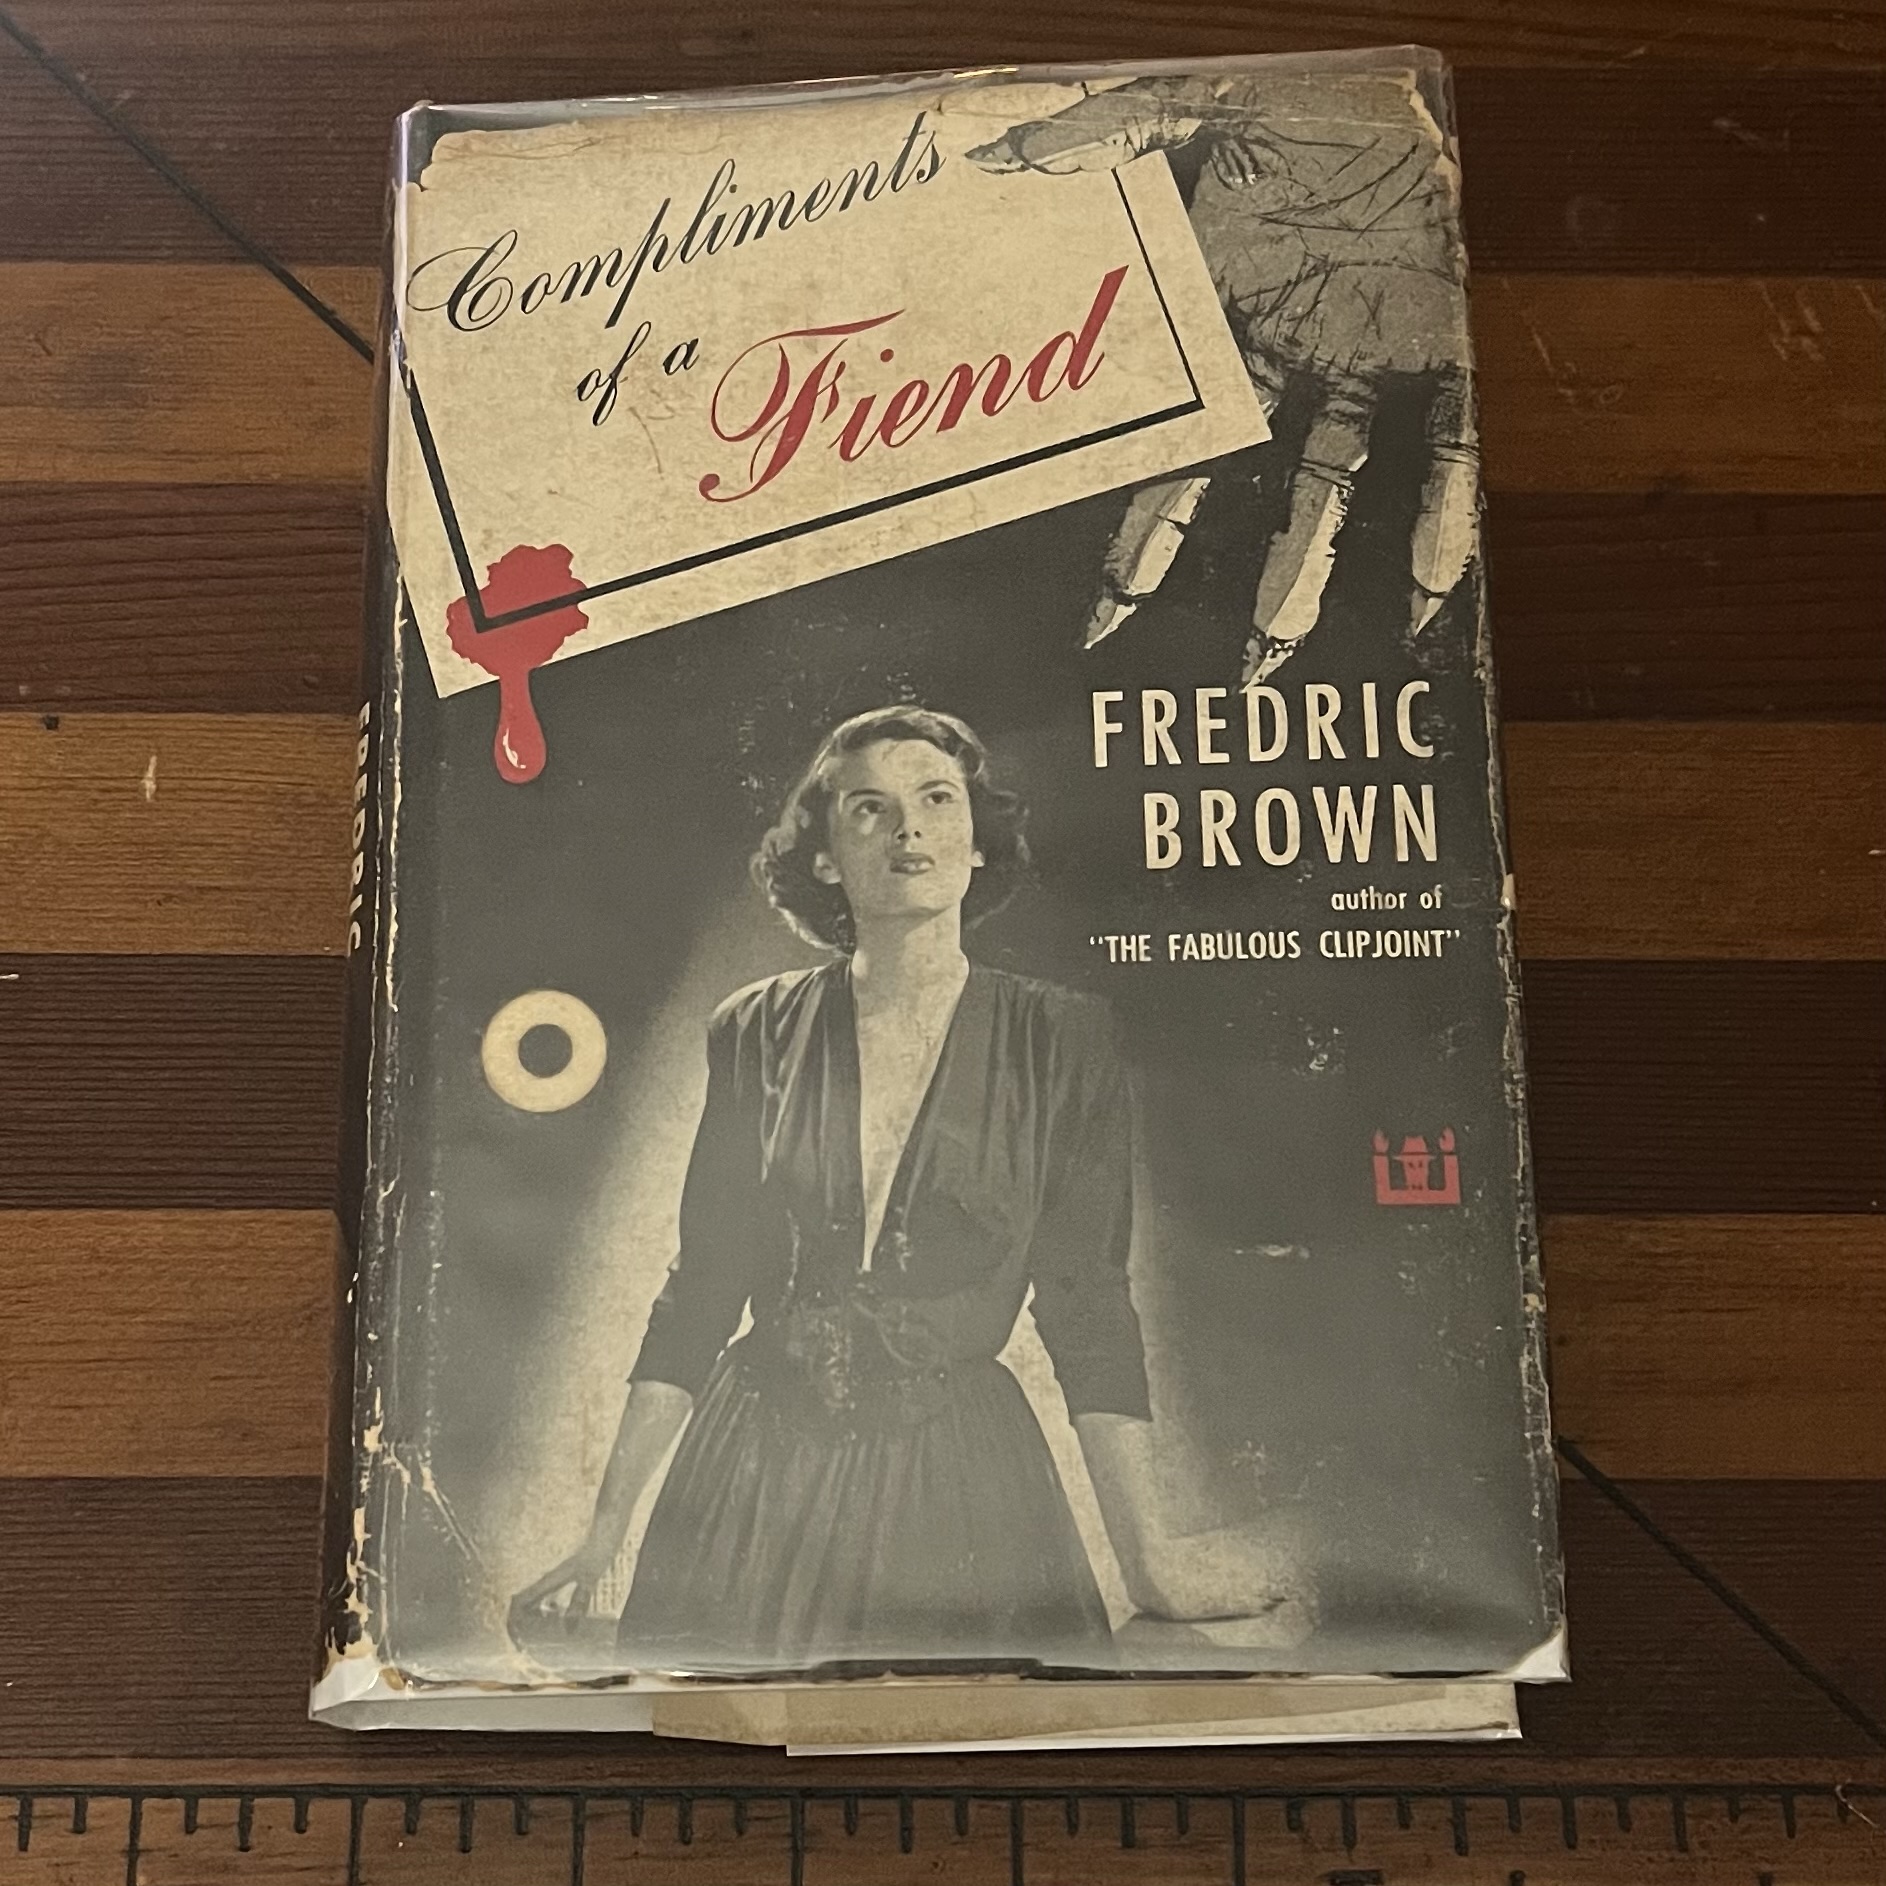 Compliments
of a Fiend
FREDRIC
BROWN
author of
"THE FABULOUS CLIPJOINT"
FREDRIC